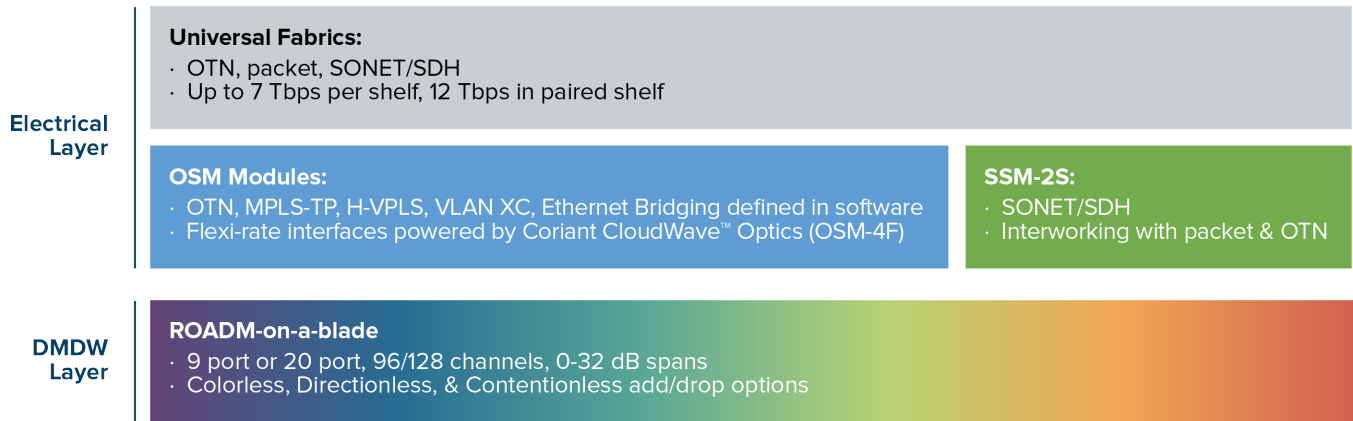 Electrical
Layer
Universal Fabrics:
· OTN, packet, SONET/SDH
· Up to 7 Tbps per shelf, 12 Tbps in paired shelf
OSM Modules:
· OTN, MPLS-TP, H-VPLS, VLAN XC, Ethernet Bridging defined in software
· Flexi-rate interfaces powered by Coriant CloudWave™ Optics (OSM-4F)
SSM-2S:
· SONET/SDH
· Interworking with packet & OTN
DMDW
Layer
ROADM-on-a-blade
· 9 port or 20 port, 96/128 channels, 0-32 dB spans
· Colorless, Directionless, & Contentionless add/drop options